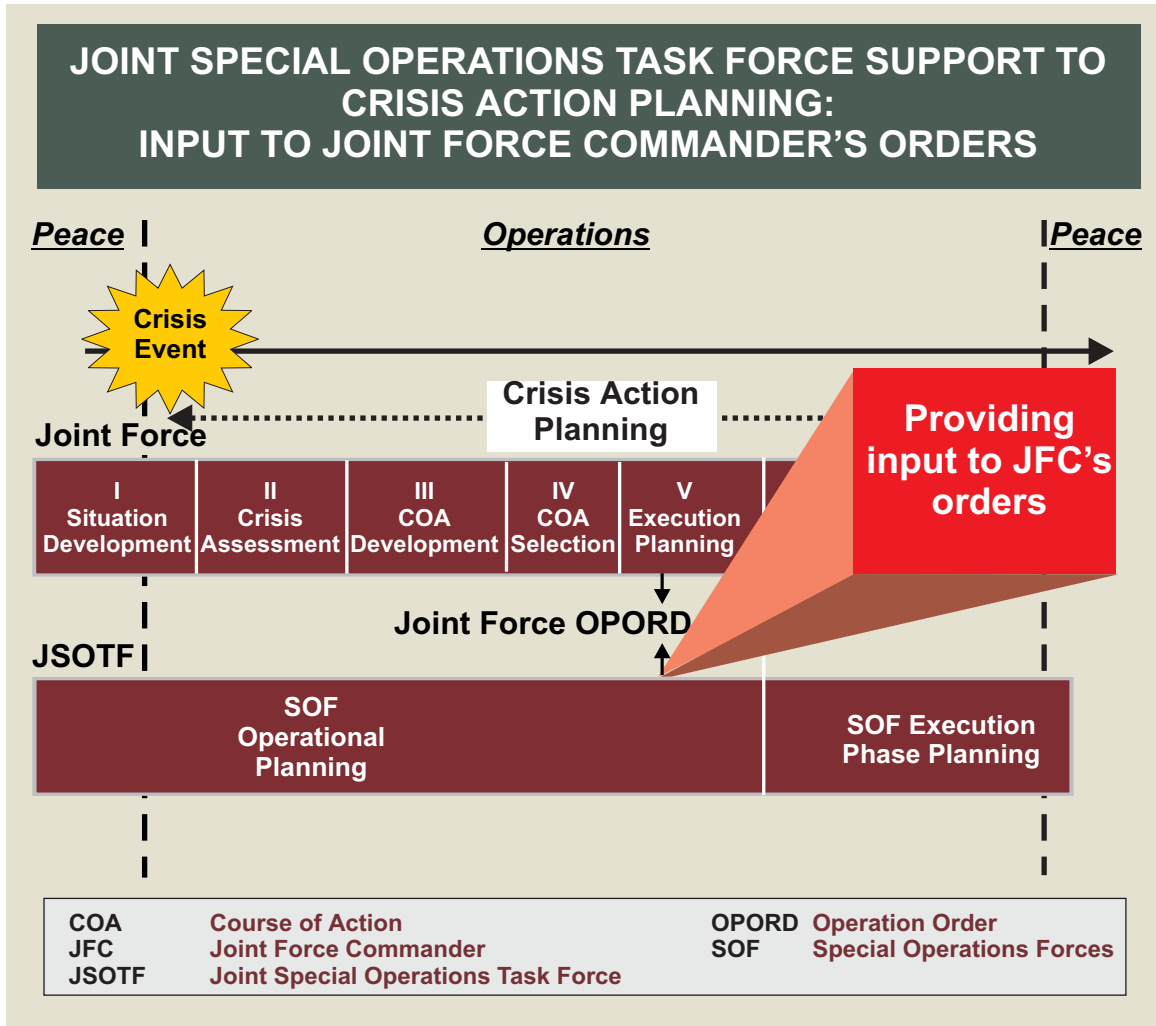 JOINT SPECIAL OPERATIONS TASK FORCE SUPPORT TO
CRISIS ACTION PLANNING:
INPUT TO JOINT FORCE COMMANDER'S ORDERS
Peace
Operations
Peace
Crisis
Event
Crisis Action
Planning
Providing
input to JFC's
orders
Joint Force
I
Situation
Development
II
Crisis
Assessment
III
COA
Development
IV
COA
Selection
V
Execution
Planning
Joint Force OPORD
JSOTF
SOF
Operational
Planning
SOF Execution
Phase Planning
COA Course of Action
JFC Joint Force Commander
JSOTF Joint Special Operations Task Force
OPORD Operation Order
SOF Special Operations Forces